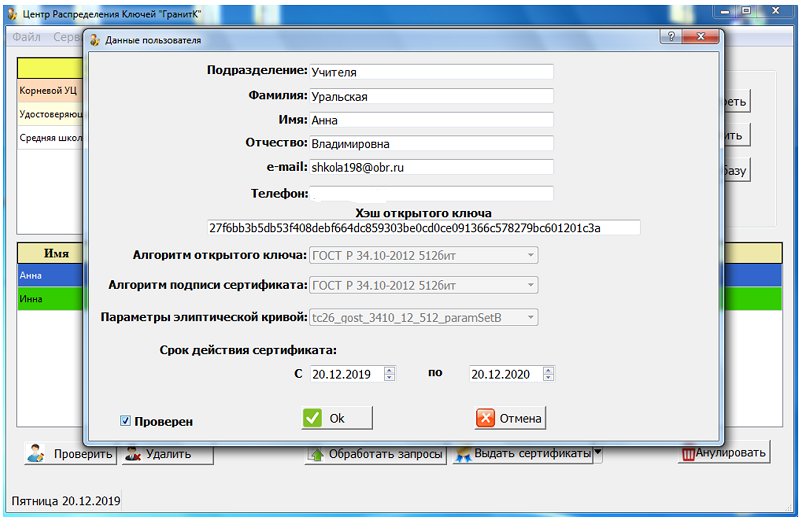 Центр Распределения Ключей "ГранитК"
Файл Серв
Данные пользователя
Подразделение: Учителя
Фамилия: Уральская
Имя: Анна
Отчество: Владимировна
e-mail: shkola198@obr.ru
Телефон:
Хэш открытого ключа
27f6bb3b5db53f408debf664dc859303be0cd0ce091366c578279bc601201c3a
Алгоритм открытого ключа: ГОСТ Р 34.10-2012 512бит
Алгоритм подписи сертификата: ГОСТ Р 34.10-2012 512бит
Параметры элиптической кривой: tc26_gost_3410_12_512_paramSetB
Срок действия сертификата:
С 20.12.2019 по 20.12.2020
Проверен Ok Отмена
Корневой УЦ
Удостоверяющ
Средняя школ
реть
ить
базу
Имя
Анна
Инна
Проверить Удалить Обработать запросы Выдать сертификаты Анулировать
Пятница 20.12.2019